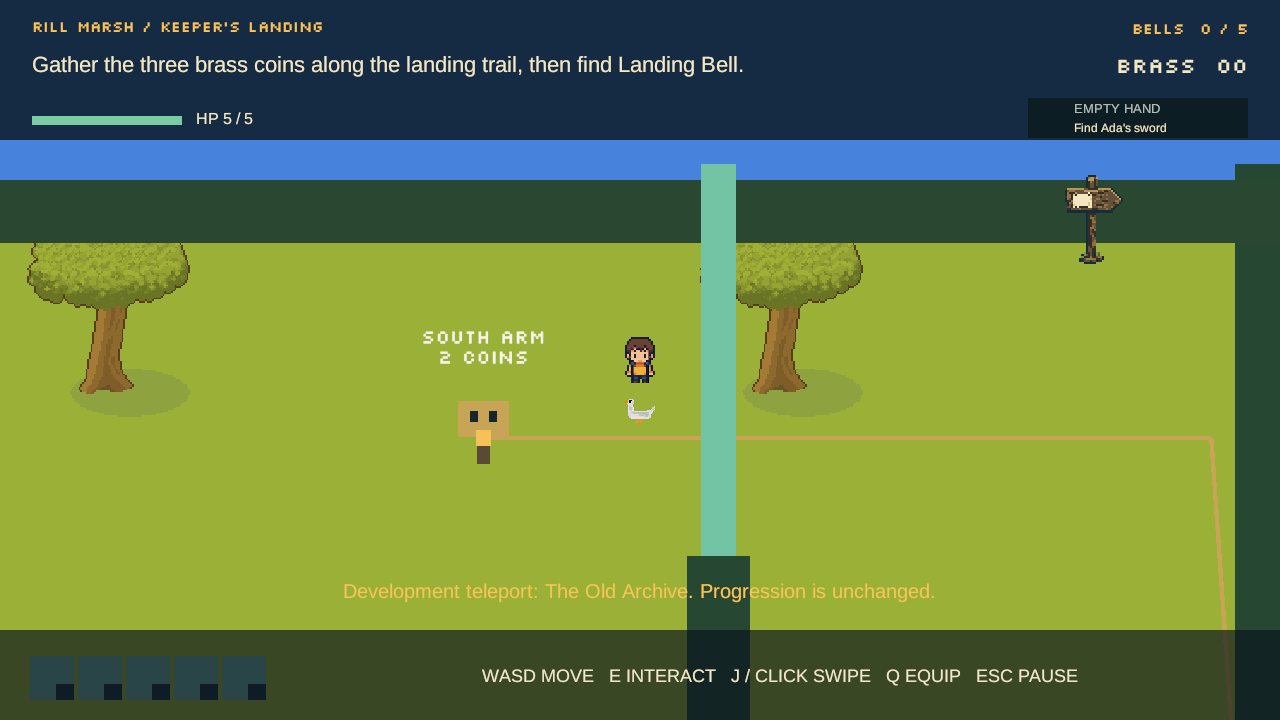 RILL MARSH / KEEPER'S LANDING
BELLS 0 / 5
Gather the three brass coins along the landing trail, then find Landing Bell.
BRASS 00
HP 5 / 5
EMPTY HAND
Find Ada's sword
SOUTH ARM
2 COINS
Development teleport: The Old Archive. Progression is unchanged.
WASD MOVE E INTERACT J / CLICK SWIPE Q EQUIP ESC PAUSE